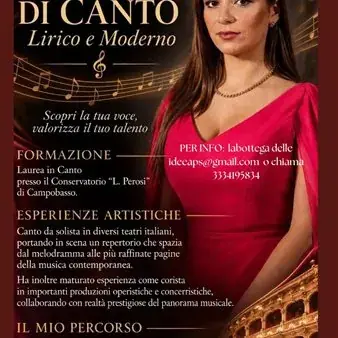 DI CANTO
Lirico e Moderno
Scopri la tua voce,
valorizza il tuo talento
PER INFO: labottega delle
ideeaps@gmail.com o chiama
3334195834
FORMAZIONE
Laurea in Canto
presso il Conservatorio “L. Perosi”
di Campobasso.
ESPERIENZE ARTISTICHE
Canto da solista in diversi teatri italiani,
portando in scena un repertorio che spazia
dal melodramma alle più raffinate pagine
della musica contemporanea.
Ha inoltre maturato esperienza come corista
in importanti produzioni operistiche e concertistiche,
collaborando con realtà prestigiose del panorama musicale.
IL MIO PERCORSO